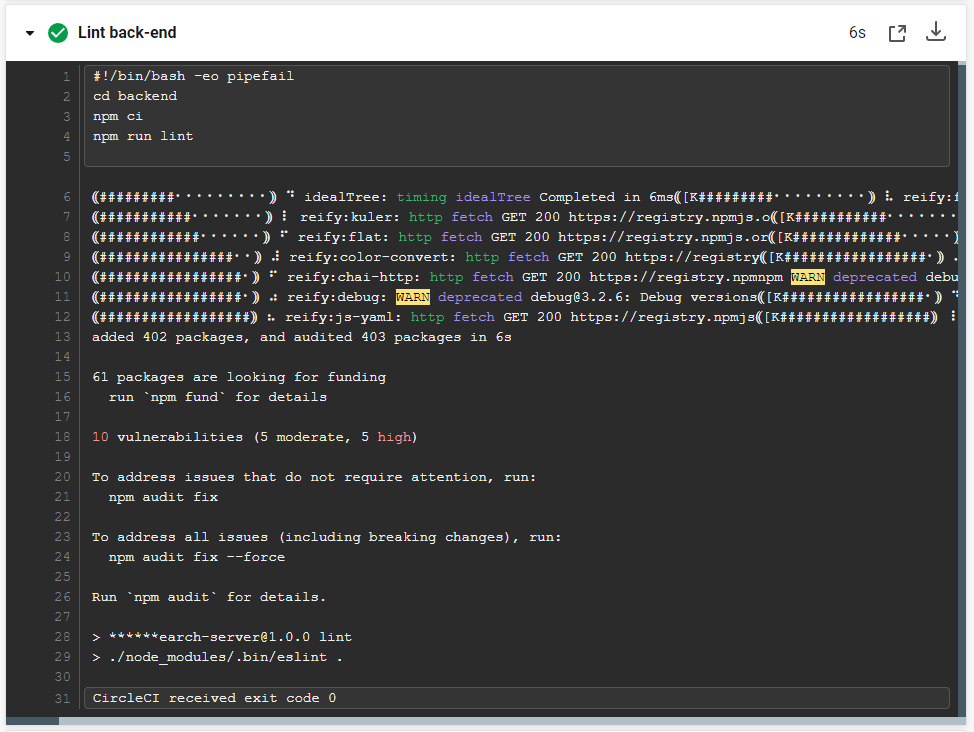 Lint back-end 6s
1 #!/bin/bash -eo pipefail
2 cd backend
3 npm ci
4 npm run lint
5
6 ⸨#########⠂⠂⠂⠂⠂⠂⠂⠂⠂⸩ ⠙ idealTree: timing idealTree Completed in 6ms⸨[K#########⠂⠂⠂⠂⠂⠂⠂⠂⠂⸩ ⠧ reify:f
7 ⸨###########⠂⠂⠂⠂⠂⠂⠂⸩ ⠇ reify:kuler: http fetch GET 200 https://registry.npmjs.o⸨[K###########⠂⠂⠂⠂⠂⠂⠂
8 ⸨############⠂⠂⠂⠂⠂⠂⸩ ⠋ reify:flat: http fetch GET 200 https://registry.npmjs.or⸨[K#############⠂⠂⠂⠂⠂⸩
9 ⸨################⠂⠂⸩ ⠼ reify:color-convert: http fetch GET 200 https://registry⸨[K#################⠂⸩
10 ⸨#################⠂⸩ ⠋ reify:chai-http: http fetch GET 200 https://registry.npmnpm WARN deprecated debu
11 ⸨#################⠂⸩ ⠴ reify:debug: WARN deprecated debug@3.2.6: Debug versions⸨[K#################⠂⸩
12 ⸨##################⸩ ⠦ reify:js-yaml: http fetch GET 200 https://registry.npmjs⸨[K##################⸩ ⠇
13 added 402 packages, and audited 403 packages in 6s
14
15 61 packages are looking for funding
16 run `npm fund` for details
17
18 10 vulnerabilities (5 moderate, 5 high)
19
20 To address issues that do not require attention, run:
21 npm audit fix
22
23 To address all issues (including breaking changes), run:
24 npm audit fix --force
25
26 Run `npm audit` for details.
27
28 > ******earch-server@1.0.0 lint
29 > ./node_modules/.bin/eslint .
30
31 CircleCI received exit code 0